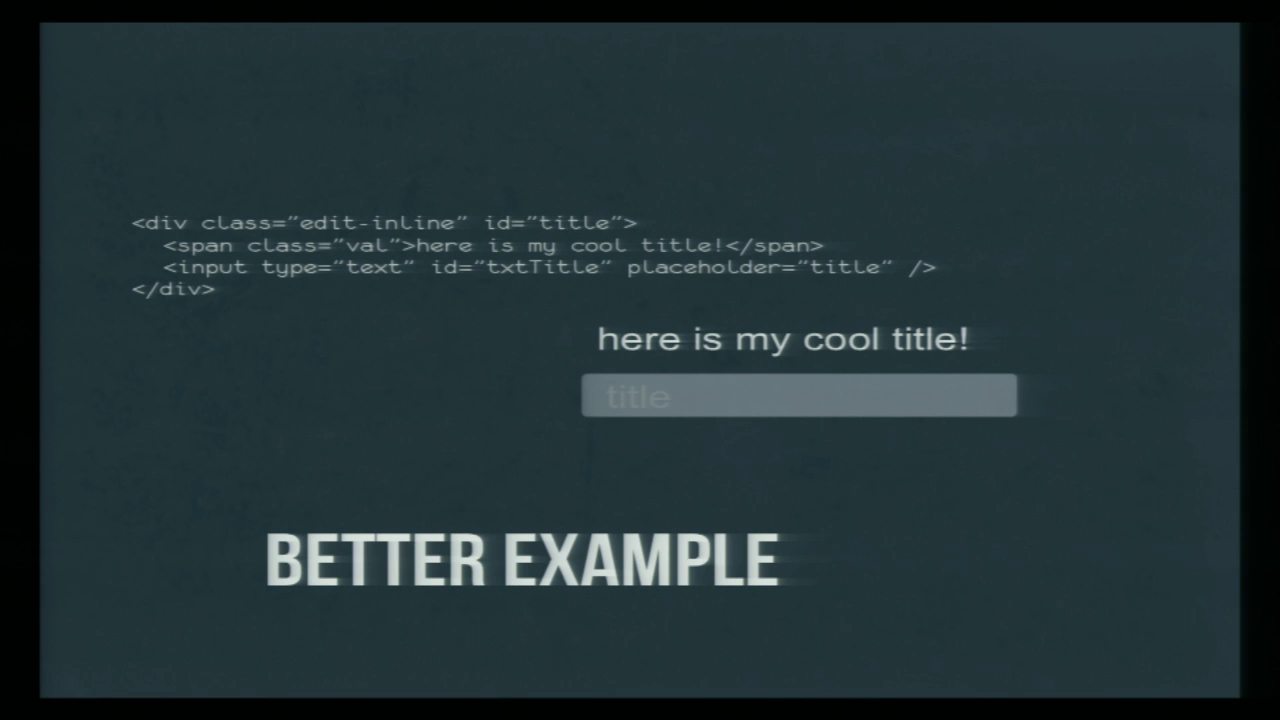 <div class="edit-inline" id="title">
<span class="val">here is my cool title!</span>
<input type="text" id="txtTitle" placeholder="title" />
</div>
here is my cool title!
title
BETTER EXAMPLE